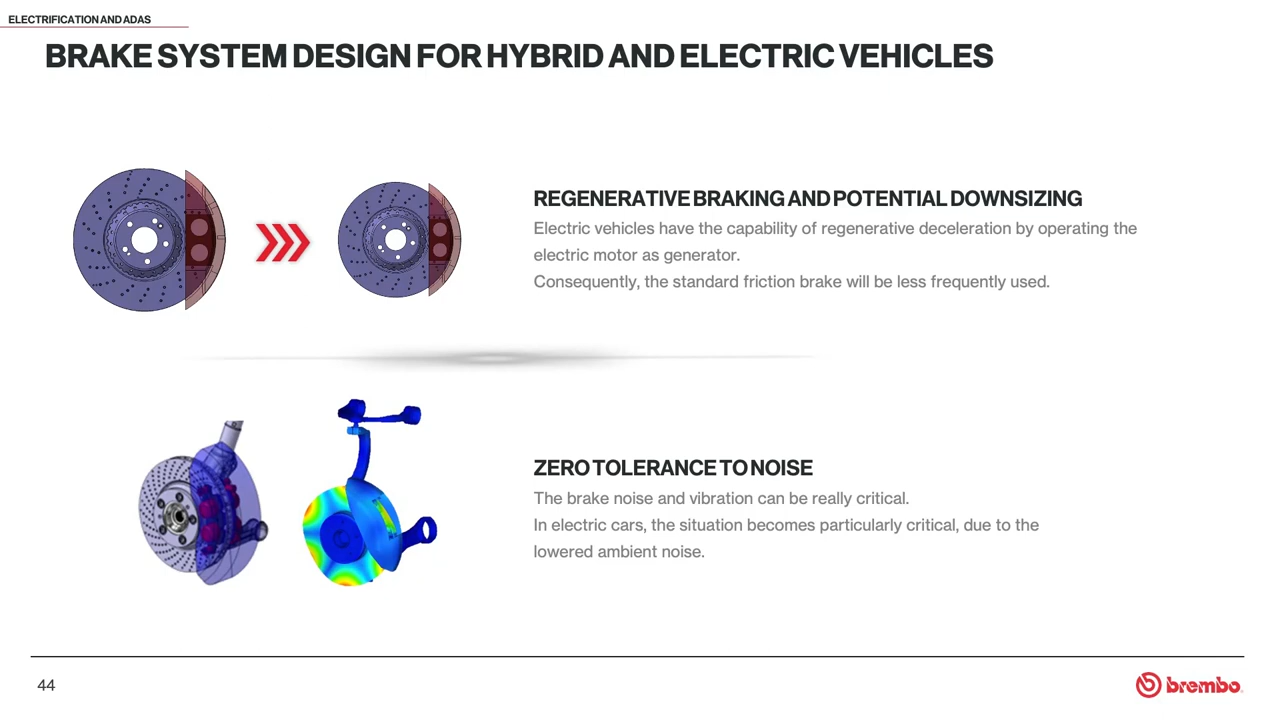 ELECTRIFICATION AND ADAS
BRAKE SYSTEM DESIGN FOR HYBRID AND ELECTRIC VEHICLES
REGENERATIVE BRAKING AND POTENTIAL DOWNSIZING
Electric vehicles have the capability of regenerative deceleration by operating the
electric motor as generator.
Consequently, the standard friction brake will be less frequently used.
ZERO TOLERANCE TO NOISE
The brake noise and vibration can be really critical.
In electric cars, the situation becomes particularly critical, due to the
lowered ambient noise.
44
brembo